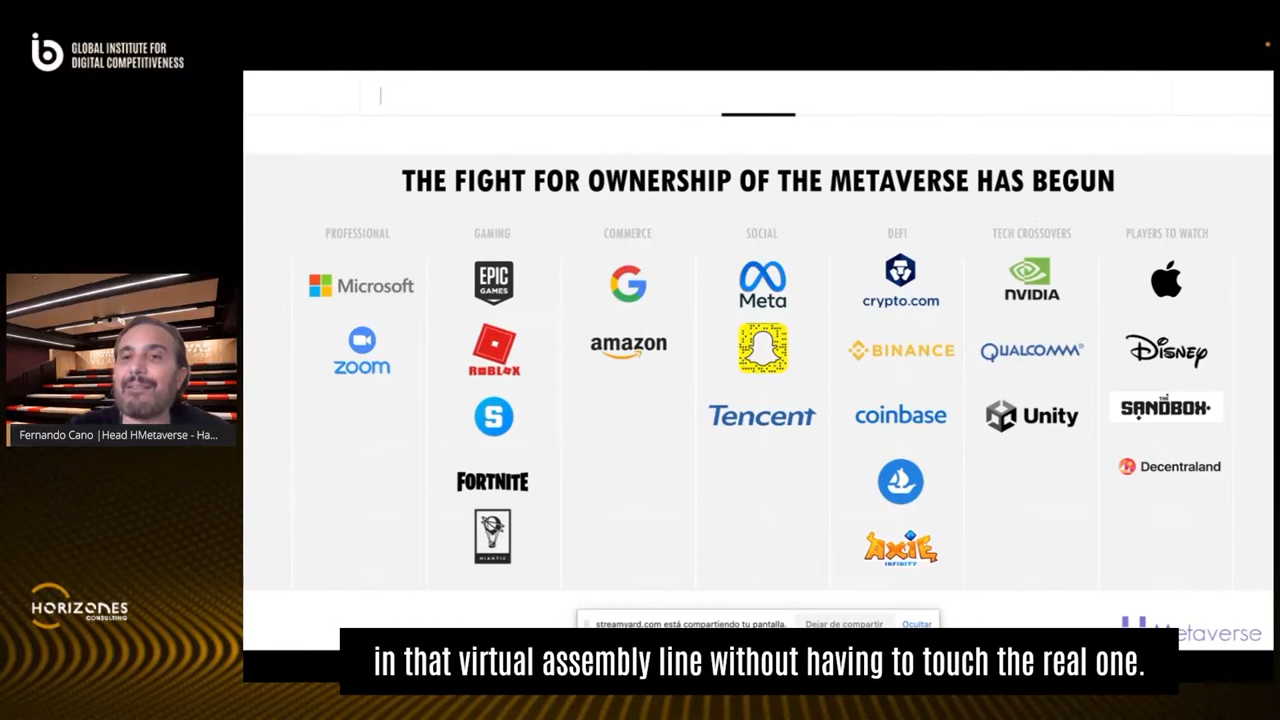 GLOBAL INSTITUTE FOR
DIGITAL COMPETITIVENESS
THE FIGHT FOR OWNERSHIP OF THE METAVERSE HAS BEGUN
PROFESSIONAL
GAMING
COMMERCE
SOCIAL
DEFI
TECH CROSSOVERS
PLAYERS TO WATCH
Microsoft
EPIC
GAMES
Meta
crypto.com
NVIDIA
zoom
ROBLOX
amazon
BINANCE
QUALCOMM®
Disney
Tencent
coinbase
Unity
THE
SANDBOX
FORTNITE
Decentraland
NIANTIC
AXIE
INFINITY
Fernando Cano |Head HMetaverse - Ha...
HORIZONES
CONSULTING
streamyard.com está compartiendo tu pantalla.
Dejar de compartir
Ocultar
etaverse
in that virtual assembly line without having to touch the real one.